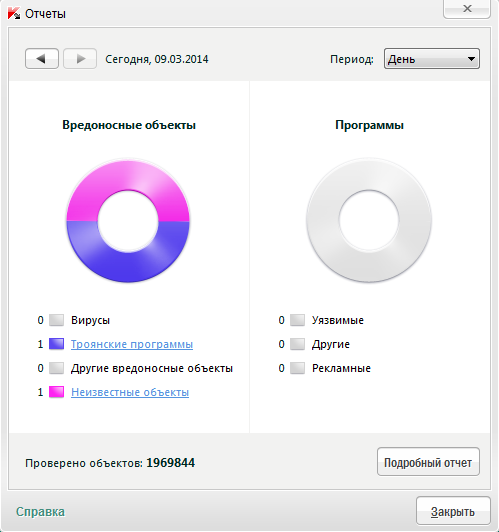 Отчеты
Сегодня, 09.03.2014
Период: День
Вредоносные объекты
0 Вирусы
1 Троянские программы
0 Другие вредоносные объекты
1 Неизвестные объекты
Программы
0 Уязвимые
0 Другие
0 Рекламные
Проверено объектов: 1969844
Подробный отчет
Справка
Закрыть